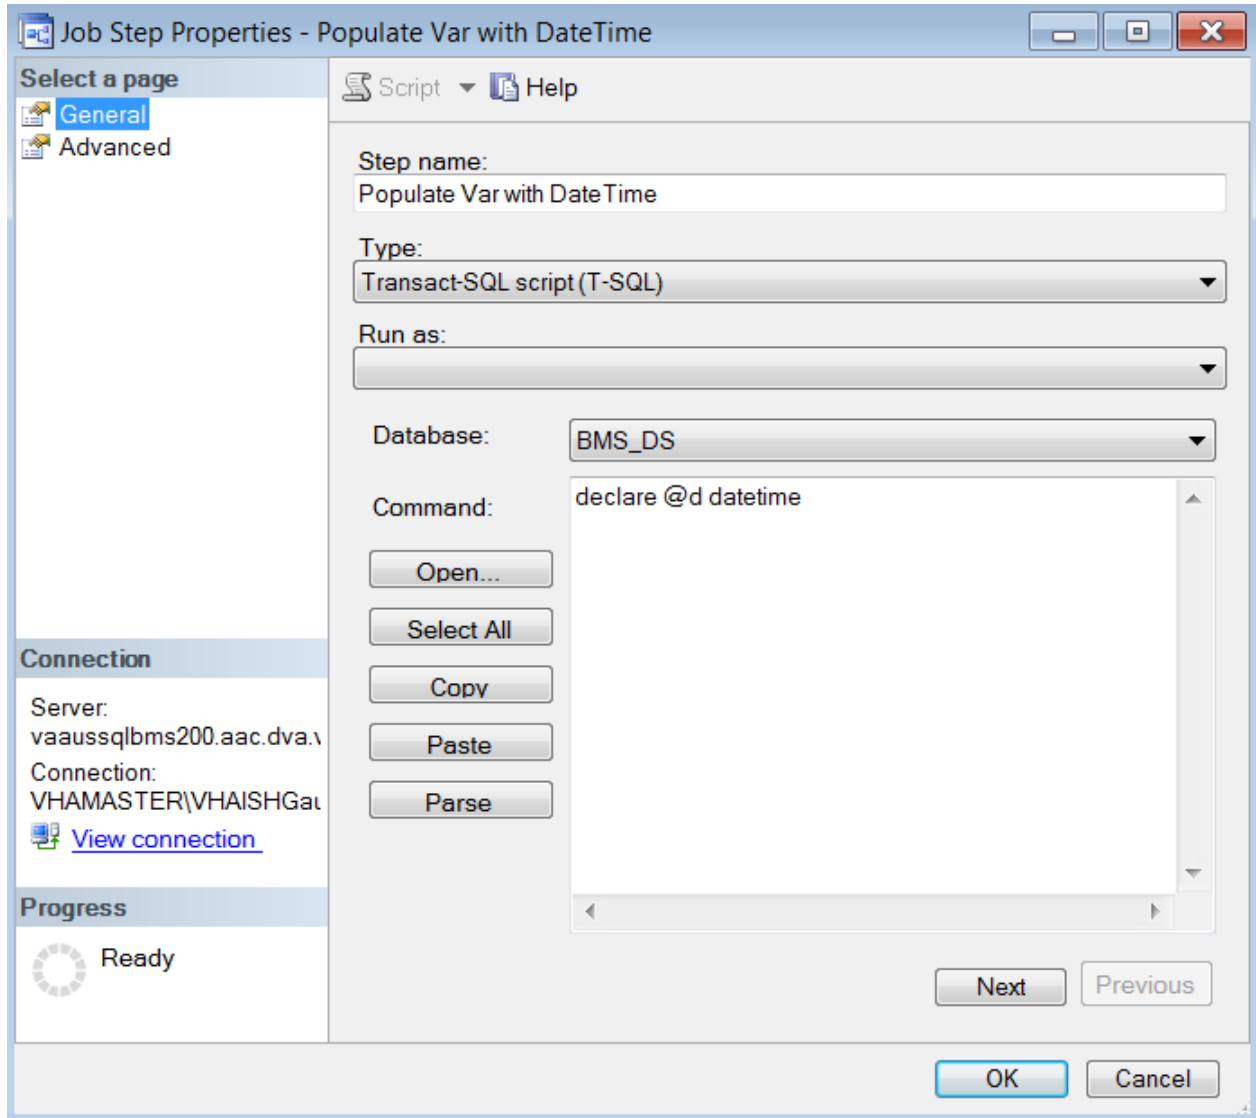 Job Step Properties - Populate Var with DateTime
Select a page
General
Advanced
Script
Help
Step name:
Populate Var with DateTime
Type:
Transact-SQL script (T-SQL)
Run as:
Database:
BMS_DS
Command:
declare @d datetime
Open...
Select All
Copy
Paste
Parse
Connection
Server:
vaaussqlbms200.aac.dva.v
Connection:
VHAMASTER\VHAISHGau
View connection
Progress
Ready
Next
Previous
OK
Cancel